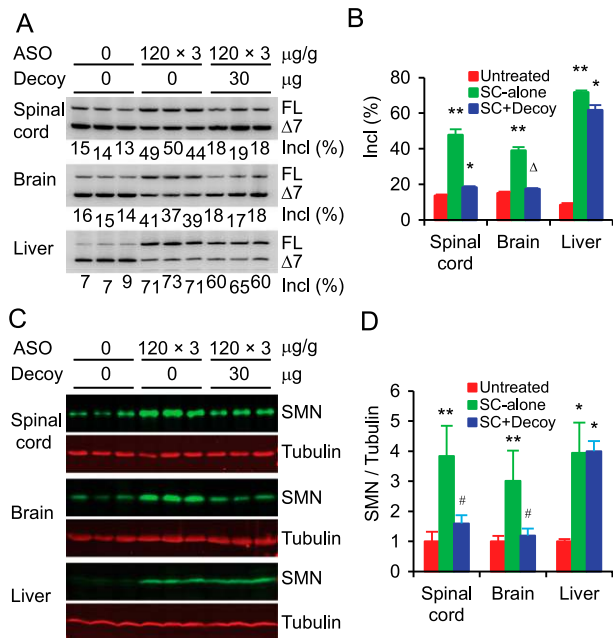 A
ASO 0 120 × 3 120 × 3 μg/g
Decoy 0 0 30 μg
Spinal cord FL
Δ7
15 14 13 49 50 44 18 19 18 Incl (%)
Brain FL
Δ7
16 15 14 41 37 39 18 17 18 Incl (%)
Liver FL
Δ7
7 7 9 71 73 71 60 65 60 Incl (%)
B
Untreated
SC-alone
SC+Decoy
Incl (%)
80
60
40
20
0
** * ** Δ ** *
Spinal cord Brain Liver
C
ASO 0 120 × 3 120 × 3 μg/g
Decoy 0 0 30 μg
Spinal cord SMN
Tubulin
Brain SMN
Tubulin
Liver SMN
Tubulin
D
Untreated
SC-alone
SC+Decoy
SMN / Tubulin
6
5
4
3
2
1
0
** # ** # * *
Spinal cord Brain Liver